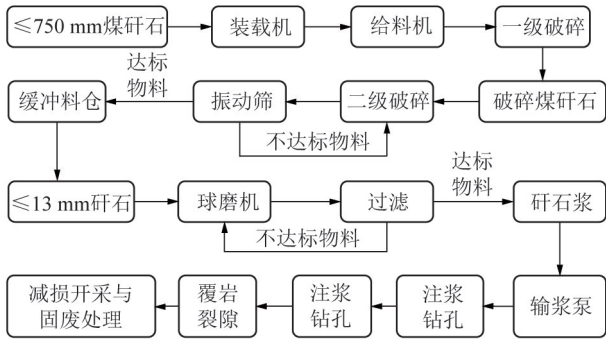 ≤750 mm煤矸石
装载机
给料机
一级破碎
破碎煤矸石
二级破碎
不达标物料
振动筛
达标
物料
缓冲料仓
≤13 mm矸石
球磨机
不达标物料
过滤
达标
物料
矸石浆
输浆泵
注浆
钻孔
注浆
钻孔
覆岩
裂隙
减损开采与
固废处理